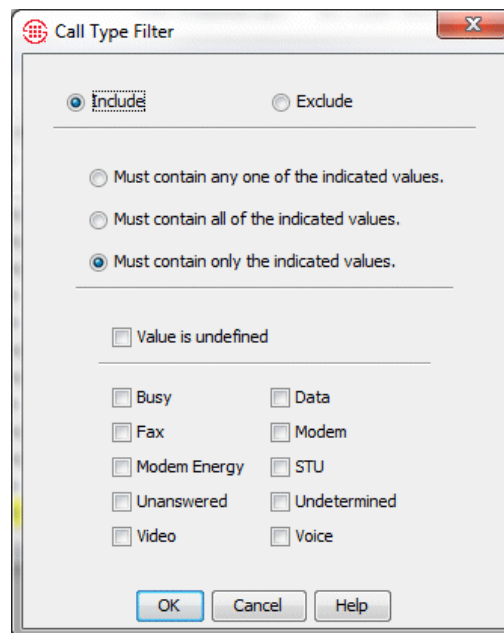 Call Type Filter
Include Exclude
Must contain any one of the indicated values.
Must contain all of the indicated values.
Must contain only the indicated values.
Value is undefined
Busy Data
Fax Modem
Modem Energy STU
Unanswered Undetermined
Video Voice
OK Cancel Help